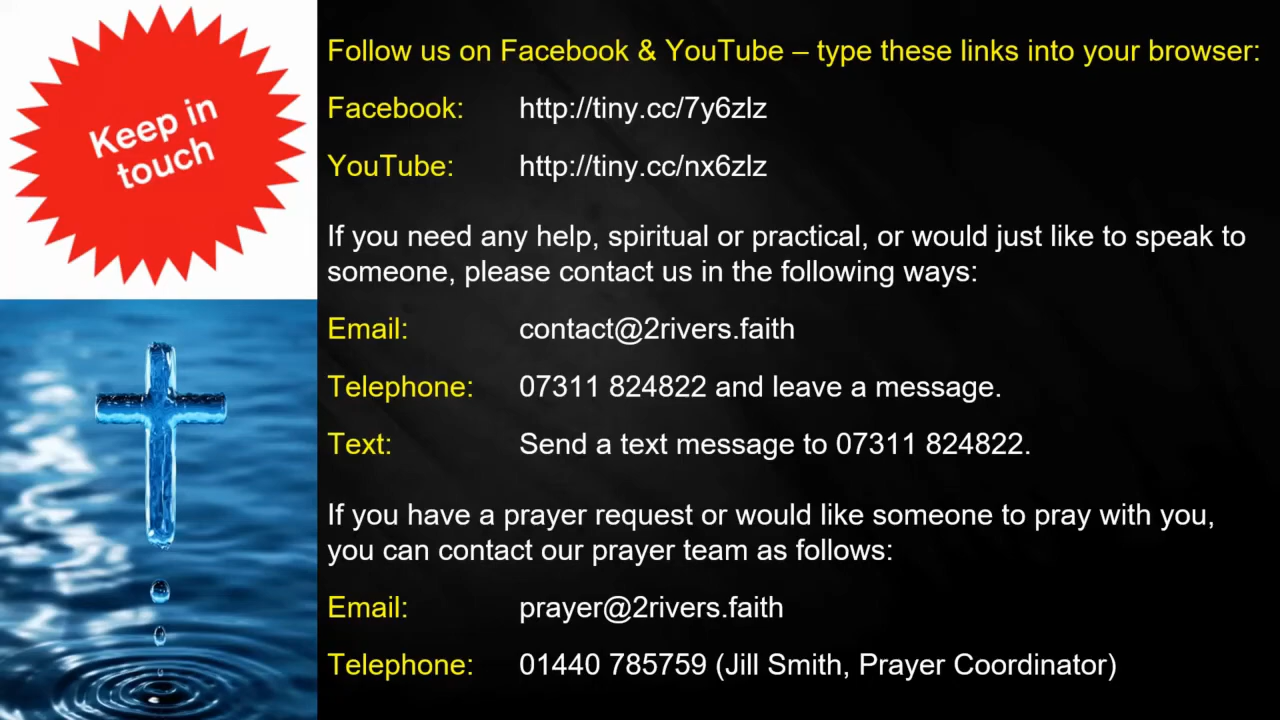 Keep in
touch
Follow us on Facebook & YouTube – type these links into your browser:
Facebook: http://tiny.cc/7y6zlz
YouTube: http://tiny.cc/nx6zlz
If you need any help, spiritual or practical, or would just like to speak to
someone, please contact us in the following ways:
Email: contact@2rivers.faith
Telephone: 07311 824822 and leave a message.
Text: Send a text message to 07311 824822.
If you have a prayer request or would like someone to pray with you,
you can contact our prayer team as follows:
Email: prayer@2rivers.faith
Telephone: 01440 785759 (Jill Smith, Prayer Coordinator)